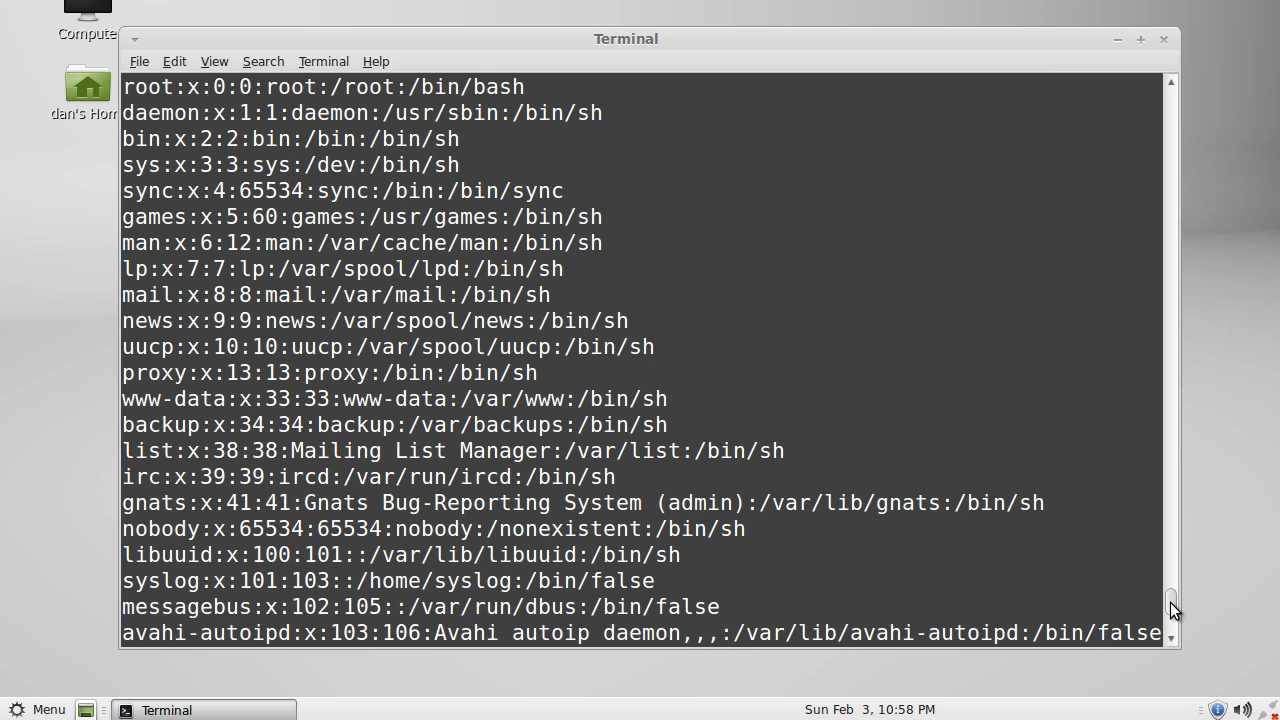 Compute
dan's Hom
Terminal
File Edit View Search Terminal Help
root:x:0:0:root:/root:/bin/bash
daemon:x:1:1:daemon:/usr/sbin:/bin/sh
bin:x:2:2:bin:/bin:/bin/sh
sys:x:3:3:sys:/dev:/bin/sh
sync:x:4:65534:sync:/bin:/bin/sync
games:x:5:60:games:/usr/games:/bin/sh
man:x:6:12:man:/var/cache/man:/bin/sh
lp:x:7:7:lp:/var/spool/lpd:/bin/sh
mail:x:8:8:mail:/var/mail:/bin/sh
news:x:9:9:news:/var/spool/news:/bin/sh
uucp:x:10:10:uucp:/var/spool/uucp:/bin/sh
proxy:x:13:13:proxy:/bin:/bin/sh
www-data:x:33:33:www-data:/var/www:/bin/sh
backup:x:34:34:backup:/var/backups:/bin/sh
list:x:38:38:Mailing List Manager:/var/list:/bin/sh
irc:x:39:39:ircd:/var/run/ircd:/bin/sh
gnats:x:41:41:Gnats Bug-Reporting System (admin):/var/lib/gnats:/bin/sh
nobody:x:65534:65534:nobody:/nonexistent:/bin/sh
libuuid:x:100:101::/var/lib/libuuid:/bin/sh
syslog:x:101:103::/home/syslog:/bin/false
messagebus:x:102:105::/var/run/dbus:/bin/false
avahi-autoipd:x:103:106:Avahi autoip daemon,,,:/var/lib/avahi-autoipd:/bin/false
Menu Terminal Sun Feb 3, 10:58 PM